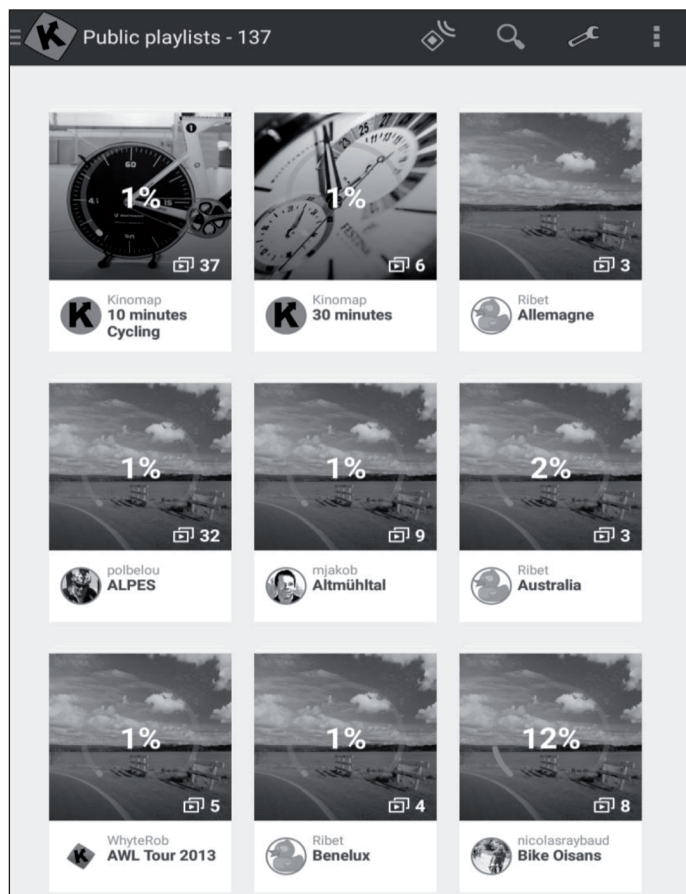 K Public playlists - 137
1%
37
K Kinomap
10 minutes
Cycling
1%
6
K Kinomap
30 minutes
3
Ribet
Allemagne
1%
32
polbelou
ALPES
1%
9
mjakob
Altmühltal
2%
3
Ribet
Australia
1%
5
K WhyteRob
AWL Tour 2013
1%
4
Ribet
Benelux
12%
8
nicolasraybaud
Bike Oisans